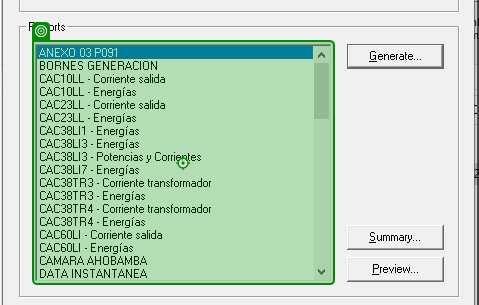 Reports
ANEXO 03 P091
BORNES GENERACION
CAC10LL - Corriente salida
CAC10LL - Energías
CAC23LL - Corriente salida
CAC23LL - Energías
CAC38LI1 - Energías
CAC38LI3 - Energías
CAC38LI3 - Potencias y Corrientes
CAC38LI7 - Energías
CAC38TR3 - Corriente transformador
CAC38TR3 - Energías
CAC38TR4 - Corriente transformador
CAC38TR4 - Energías
CAC60LI - Corriente salida
CAC60LI - Energías
CAMARA AHOBAMBA
DATA INSTANTANEA
Generate...
Summary...
Preview...